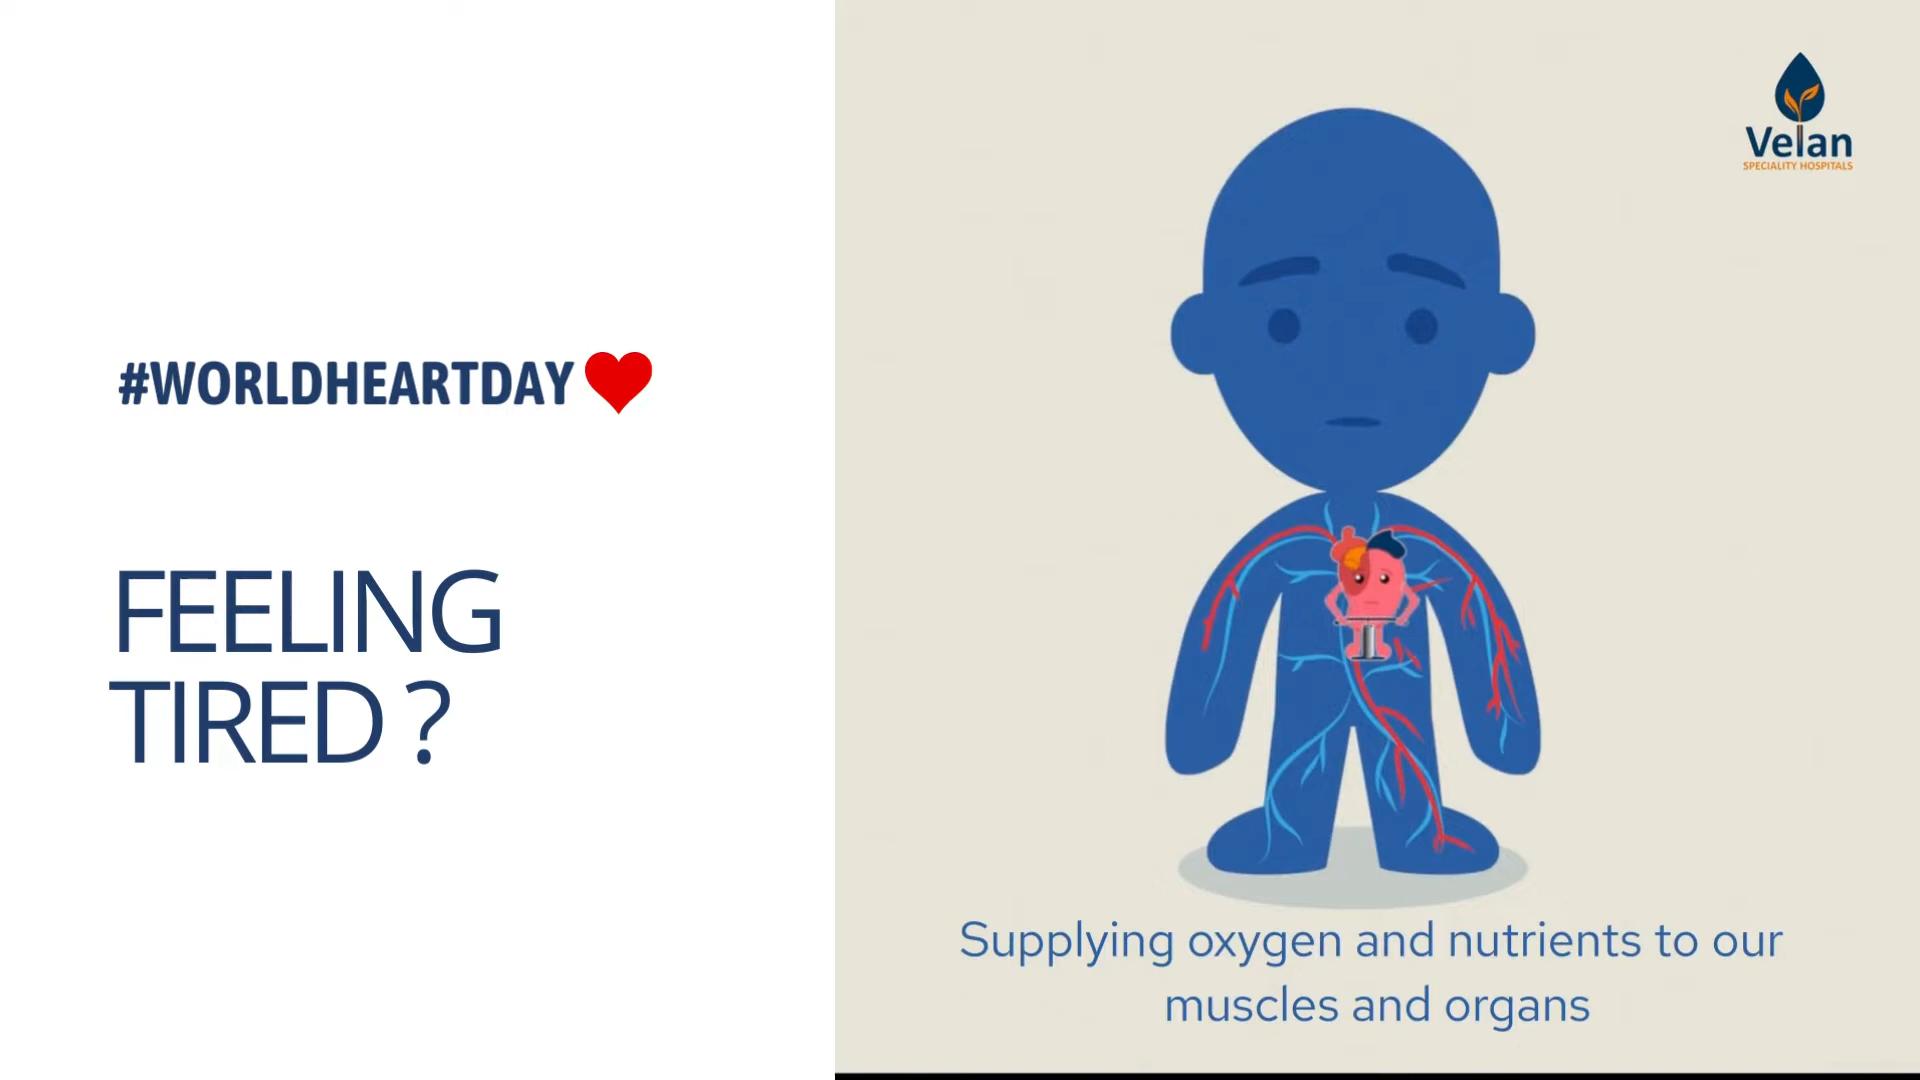 #WORLDHEARTDAY
FEELING
TIRED ?
Velan
SPECIALITY HOSPITALS
Supplying oxygen and nutrients to our
muscles and organs